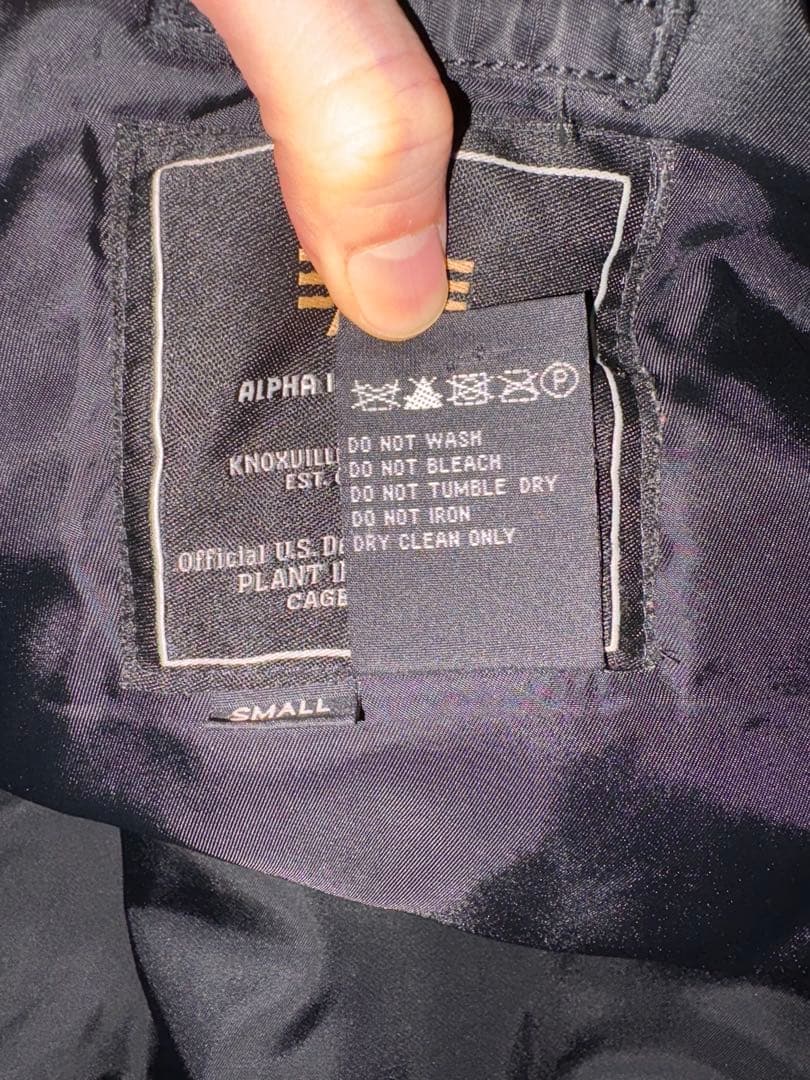 ALPHA
KNOXVILL
EST.
Official U.S. De
PLANT
CAGE
SMALL
P
DO NOT WASH
DO NOT BLEACH
DO NOT TUMBLE DRY
DO NOT IRON
DRY CLEAN ONLY